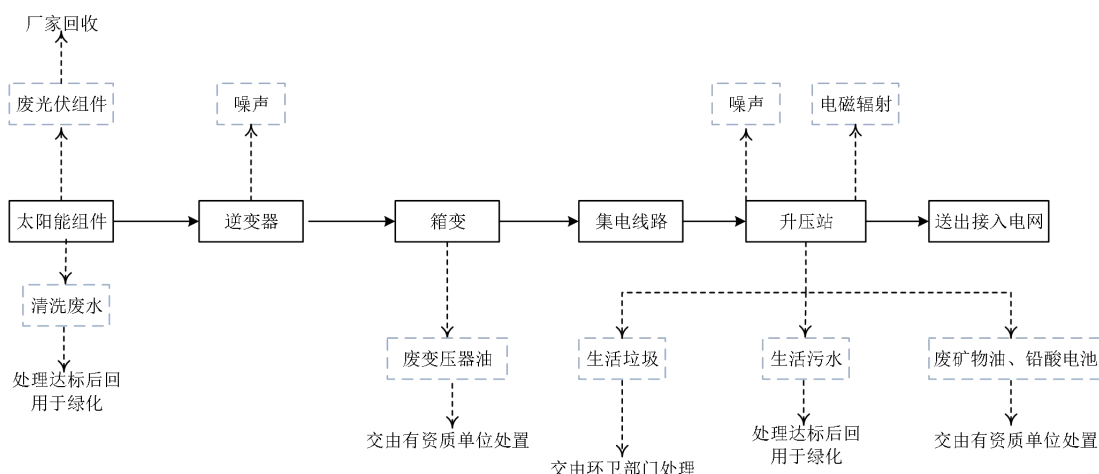 厂家回收
废光伏组件
噪声
噪声
电磁辐射
太阳能组件
逆变器
箱变
集电线路
升压站
送出接入电网
清洗废水
废变压器油
生活垃圾
生活污水
废矿物油、铅酸电池
处理达标后回
用于绿化
交由有资质单位处置
交由环卫部门处理
处理达标后回
用于绿化
交由有资质单位处置